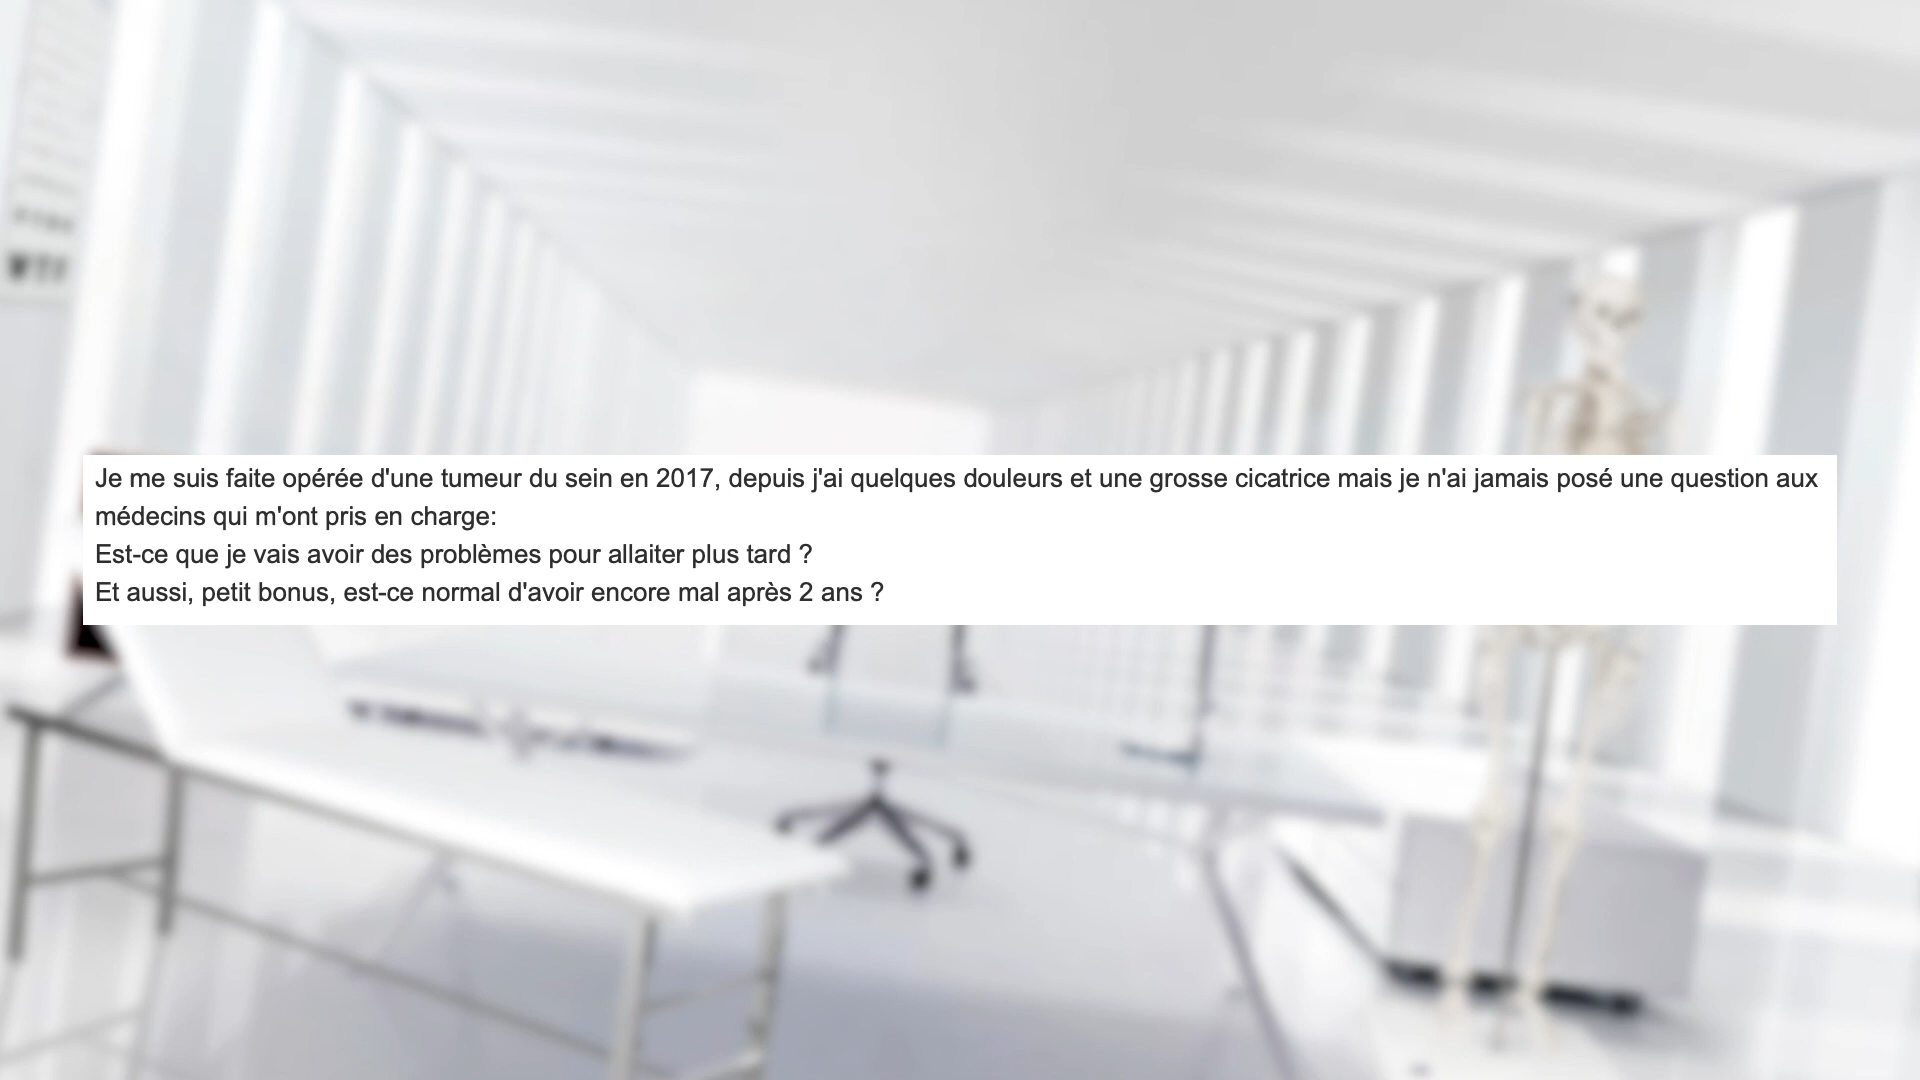 Je me suis faite opérée d'une tumeur du sein en 2017, depuis j'ai quelques douleurs et une grosse cicatrice mais je n'ai jamais posé une question aux
médecins qui m'ont pris en charge:
Est-ce que je vais avoir des problèmes pour allaiter plus tard ?
Et aussi, petit bonus, est-ce normal d'avoir encore mal après 2 ans ?